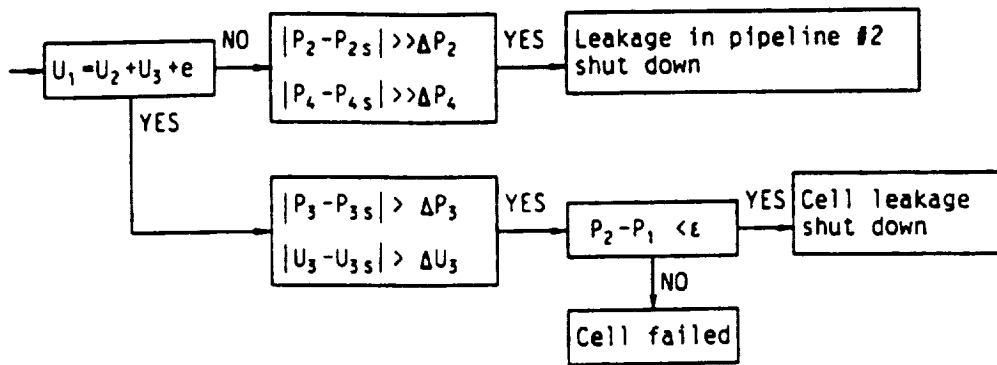 U₁ =U₂ +U₃ +e
NO
|P₂-P₂ₛ| >>ΔP₂
|P₄-P₄ₛ| >>ΔP₄
YES
Leakage in pipeline #2
shut down
YES
|P₃-P₃ₛ| > ΔP₃
|U₃-U₃ₛ| > ΔU₃
YES
P₂-P₁ <ε
YES
Cell leakage
shut down
NO
Cell failed